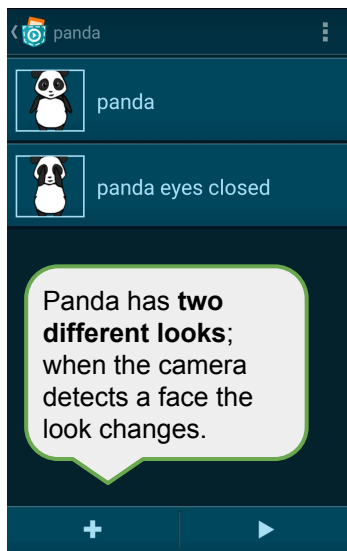 panda
panda
panda eyes closed
Panda has two
different looks;
when the camera
detects a face the
look changes.